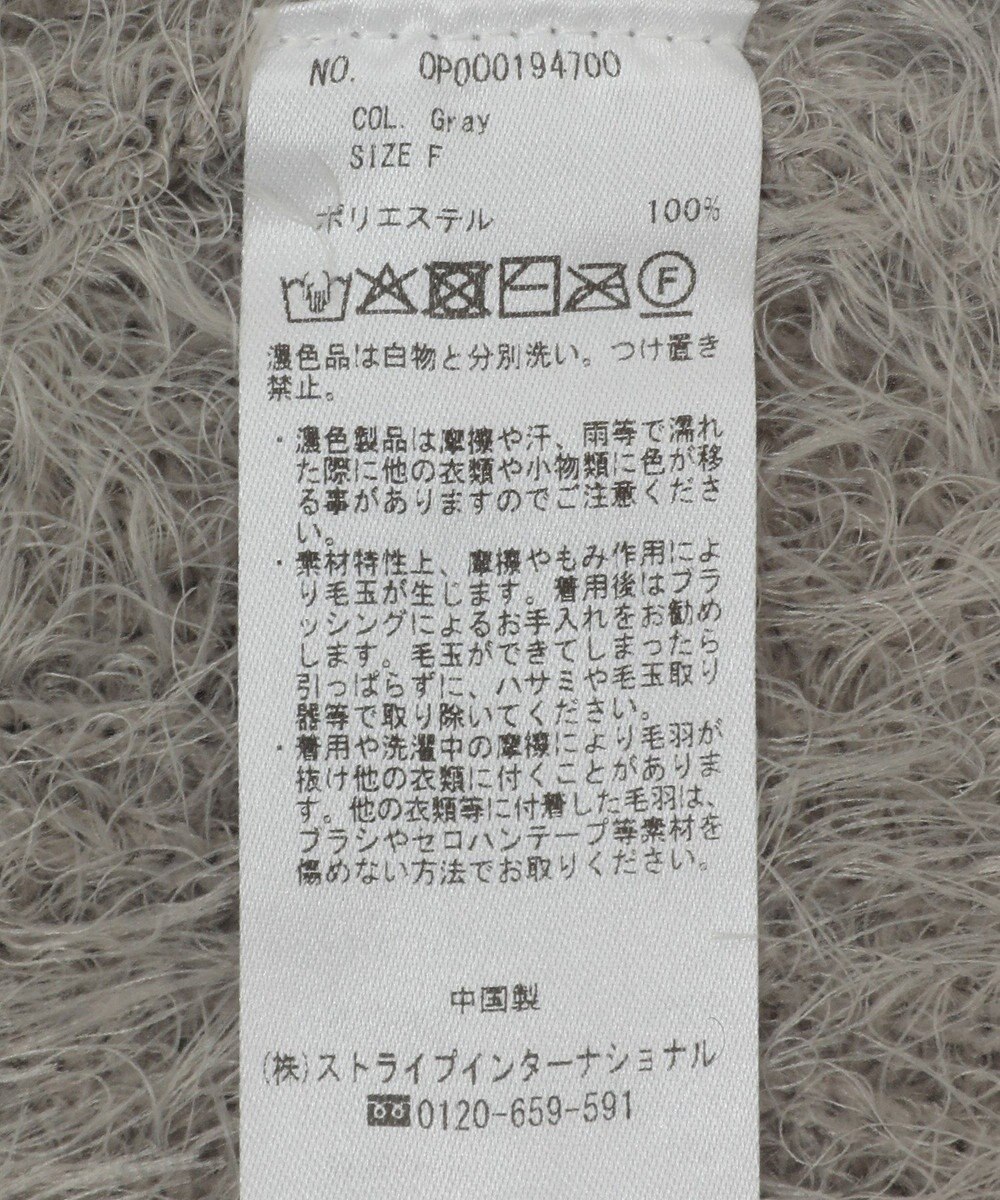 NO. OP000194700
COL. Gray
SIZE F
ポリエステル 100%
F
濃色品は白物と分別洗い。つけ置き
禁止。
・濃色製品は摩擦や汗、雨等で濡れ
た際に他の衣類や小物類に色が移
る事がありますのでご注意くださ
い。
・素材特性上、摩擦やもみ作用によ
り毛玉が生じます。着用後はブラ
ッシングによるお手入れをお勧め
します。毛玉ができてしまったら
引っぱらずに、ハサミや毛玉取り
器等で取り除いてください。
・着用や洗濯中の摩擦により毛羽が
抜け他の衣類に付くことがありま
す。他の衣類等に付着した毛羽は、
ブラシやセロハンテープ等素材を
傷めない方法でお取りください。
中国製
(株)ストライプインターナショナル
0120-659-591